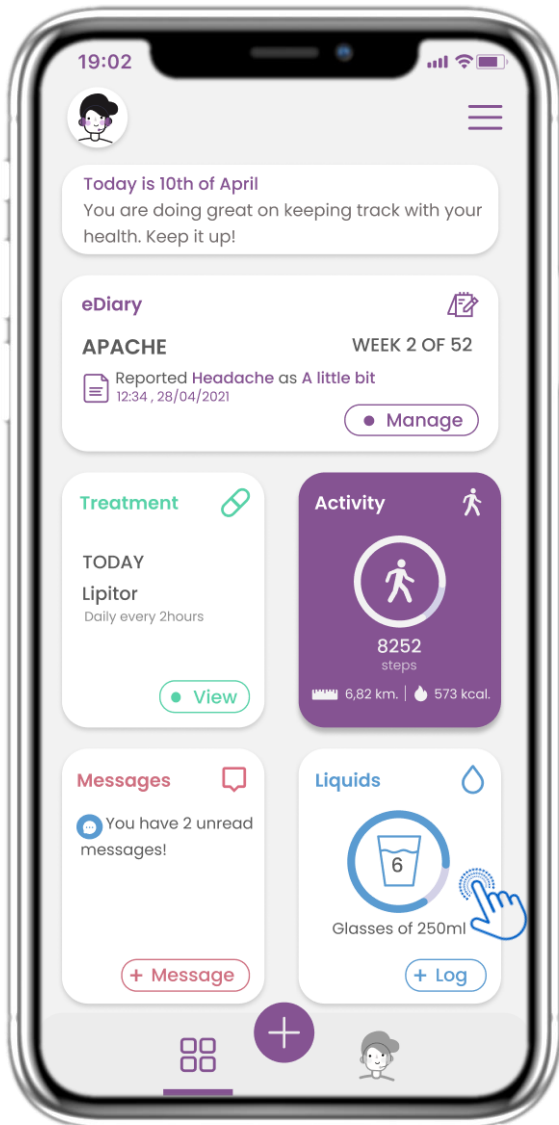 19:02
Today is 10th of April
You are doing great on keeping track with your
health. Keep it up!
eDiary
APACHE
WEEK 2 OF 52
Reported Headache as A little bit
12:34 , 28/04/2021
Manage
Treatment
TODAY
Lipitor
Daily every 2hours
View
Activity
8252
steps
6,82 km.
573 kcal.
Messages
You have 2 unread
messages!
+ Message
Liquids
6
Glasses of 250ml
+ Log